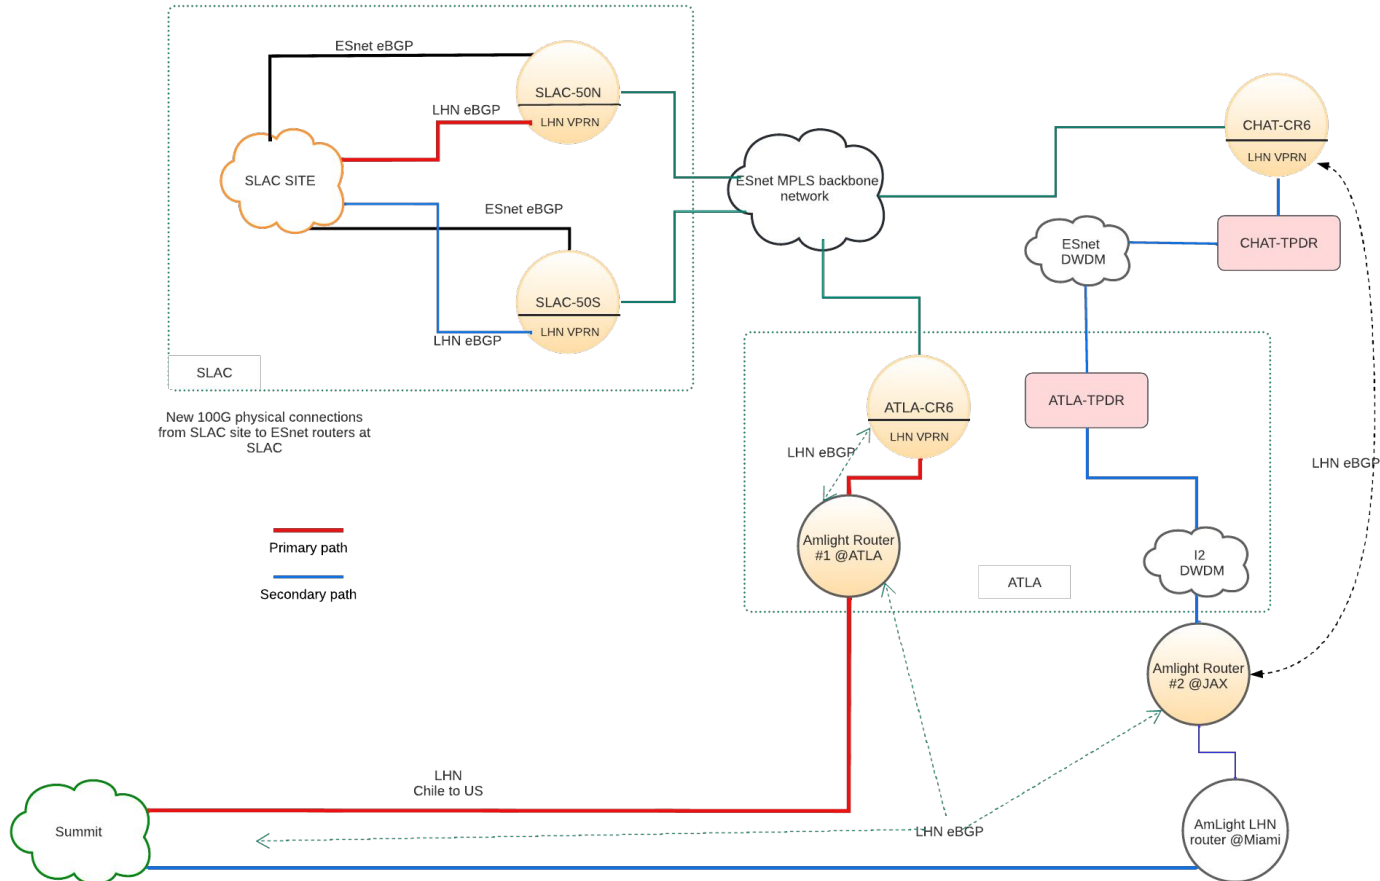 ESnet eBGP
SLAC-50N
LHN VPRN
LHN eBGP
SLAC SITE
ESnet eBGP
SLAC-50S
LHN VPRN
LHN eBGP
SLAC
New 100G physical connections
from SLAC site to ESnet routers at
SLAC
Primary path
Secondary path
ESnet MPLS backbone
network
CHAT-CR6
LHN VPRN
CHAT-TPDR
ESnet
DWDM
ATLA-CR6
LHN VPRN
ATLA-TPDR
LHN eBGP
LHN eBGP
Amlight Router
#1 @ATLA
I2
DWDM
ATLA
Amlight Router
#2 @JAX
LHN
Chile to US
Summit
LHN eBGP
AmLight LHN
router @Miami